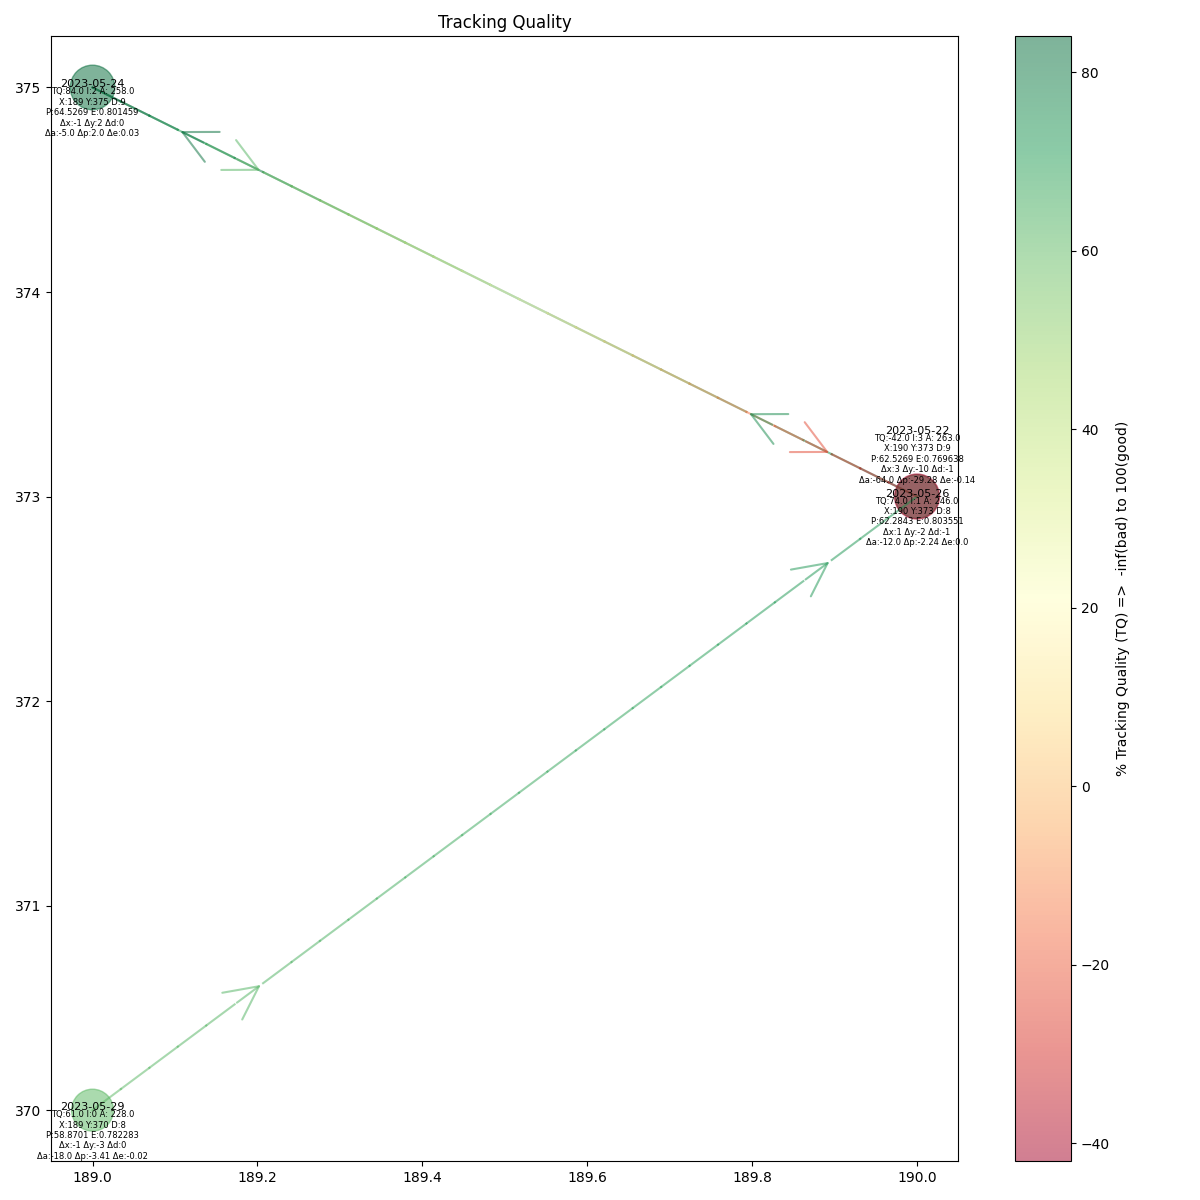 Tracking Quality
375
374
373
372
371
370
189.0
189.2
189.4
189.6
189.8
190.0
2023-05-24
TQ:84.0 I:2 A: 258.0
X:189 Y:375 D:9
P:64.5269 E:0.801459
Δx:-1 Δy:2 Δd:0
Δa:-5.0 Δp:2.0 Δe:0.03
2023-05-22
TQ:-42.0 I:3 A: 263.0
X:190 Y:373 D:9
P:62.5269 E:0.769638
Δx:3 Δy:-10 Δd:-1
Δa:-64.0 Δp:-29.28 Δe:-0.14
2023-05-26
TQ:74.0 I:1 A: 246.0
X:190 Y:373 D:8
P:62.2843 E:0.803551
Δx:1 Δy:-2 Δd:-1
Δa:-12.0 Δp:-2.24 Δe:0.0
2023-05-29
TQ:61.0 I:0 A: 228.0
X:189 Y:370 D:8
P:58.8701 E:0.782283
Δx:-1 Δy:-3 Δd:0
Δa:-18.0 Δp:-3.41 Δe:-0.02
80
60
40
20
0
−20
−40
% Tracking Quality (TQ) => -inf(bad) to 100(good)